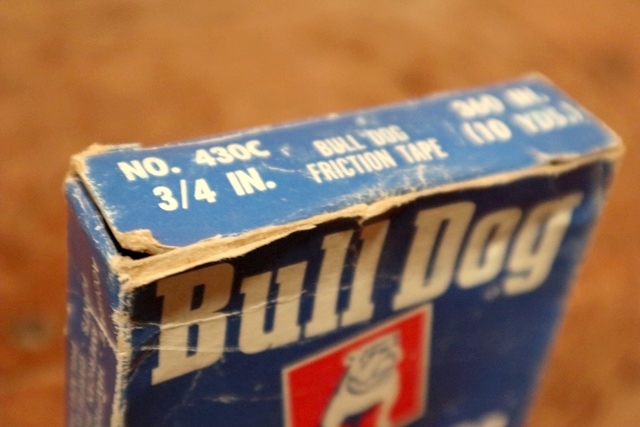 NO. 430C
3/4 IN.
BULL DOG
FRICTION TAPE
360 IN.
(10 YDS.)
Bull Dog